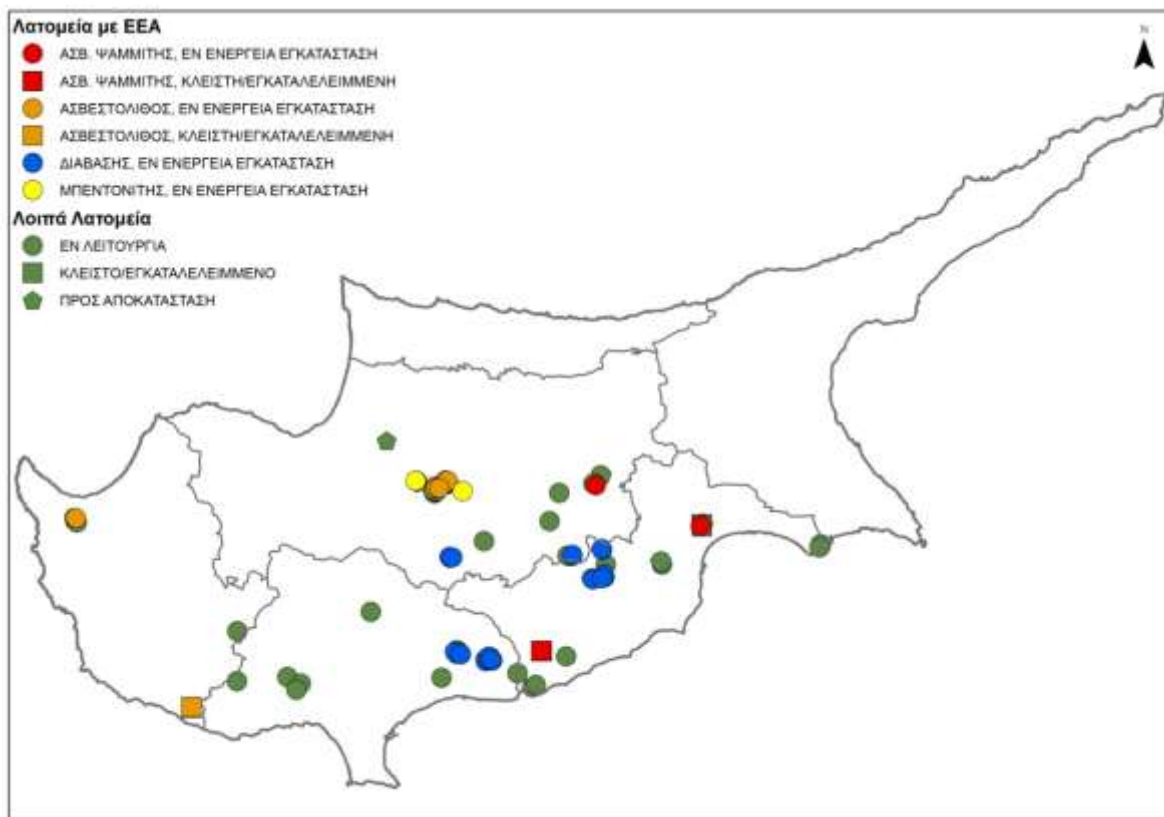 Λατομεία με ΕΕΑ
ΑΣΒ. ΨΑΜΜΙΤΗΣ, ΕΝ ΕΝΕΡΓΕΙΑ ΕΓΚΑΤΑΣΤΑΣΗ
ΑΣΒ. ΨΑΜΜΙΤΗΣ, ΚΛΕΙΣΤΗ/ΕΓΚΑΤΑΛΕΛΕΙΜΜΕΝΗ
ΑΣΒΕΣΤΟΛΙΘΟΣ, ΕΝ ΕΝΕΡΓΕΙΑ ΕΓΚΑΤΑΣΤΑΣΗ
ΑΣΒΕΣΤΟΛΙΘΟΣ, ΚΛΕΙΣΤΗ/ΕΓΚΑΤΑΛΕΛΕΙΜΜΕΝΗ
ΔΙΑΒΑΣΗΣ, ΕΝ ΕΝΕΡΓΕΙΑ ΕΓΚΑΤΑΣΤΑΣΗ
ΜΠΕΝΤΟΝΙΤΗΣ, ΕΝ ΕΝΕΡΓΕΙΑ ΕΓΚΑΤΑΣΤΑΣΗ
Λοιπά Λατομεία
ΕΝ ΛΕΙΤΟΥΡΓΙΑ
ΚΛΕΙΣΤΟ/ΕΓΚΑΤΑΛΕΛΕΙΜΜΕΝΟ
ΠΡΟΣ ΑΠΟΚΑΤΑΣΤΑΣΗ
N